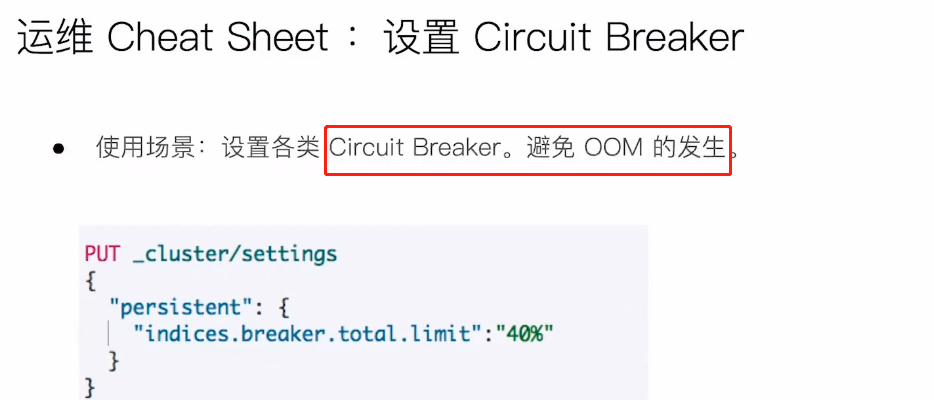 运维 Cheat Sheet : 设置 Circuit Breaker
● 使用场景：设置各类 Circuit Breaker。避免 OOM 的发生。
PUT _cluster/settings
{
  "persistent": {
    "indices.breaker.total.limit":"40%"
  }
}